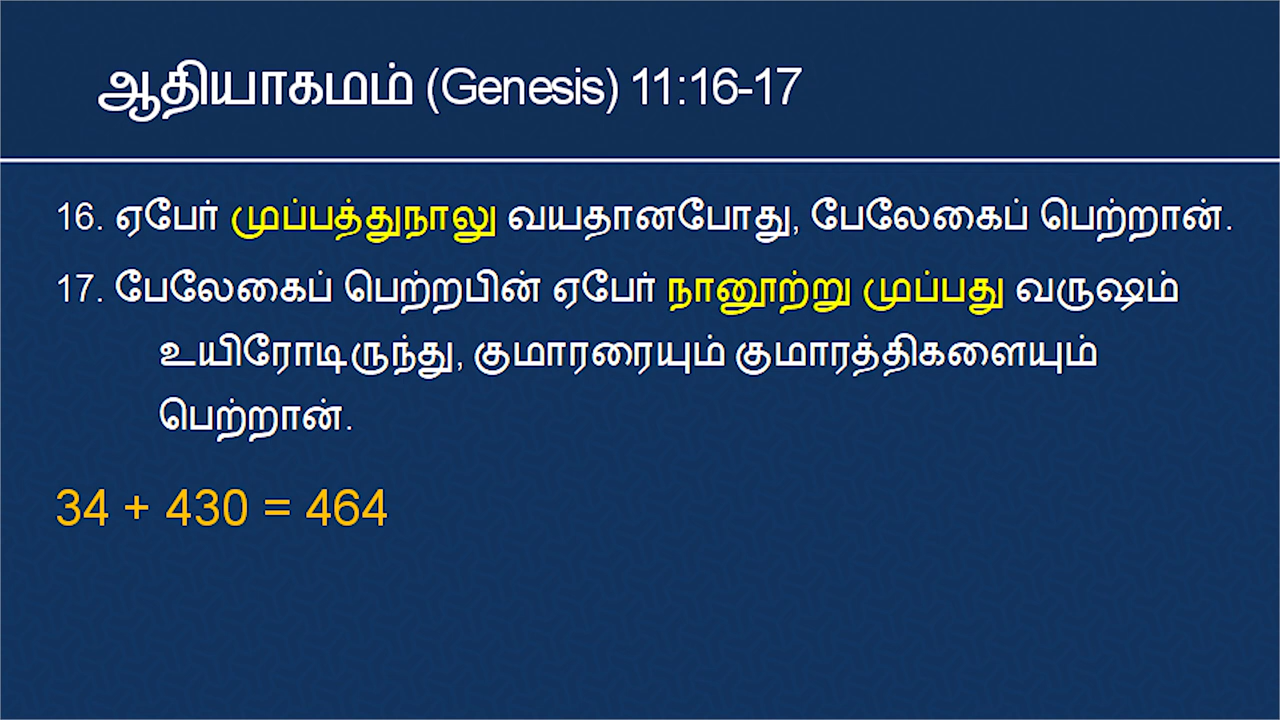 ஆதியாகமம் (Genesis) 11:16-17
16. ஏபேர் முப்பத்துநாலு வயதானபோது, பேலேகைப் பெற்றான்.
17. பேலேகைப் பெற்றபின் ஏபேர் நானூற்று முப்பது வருஷம்
உயிரோடிருந்து, குமாரரையும் குமாரத்திகளையும்
பெற்றான்.
34 + 430 = 464